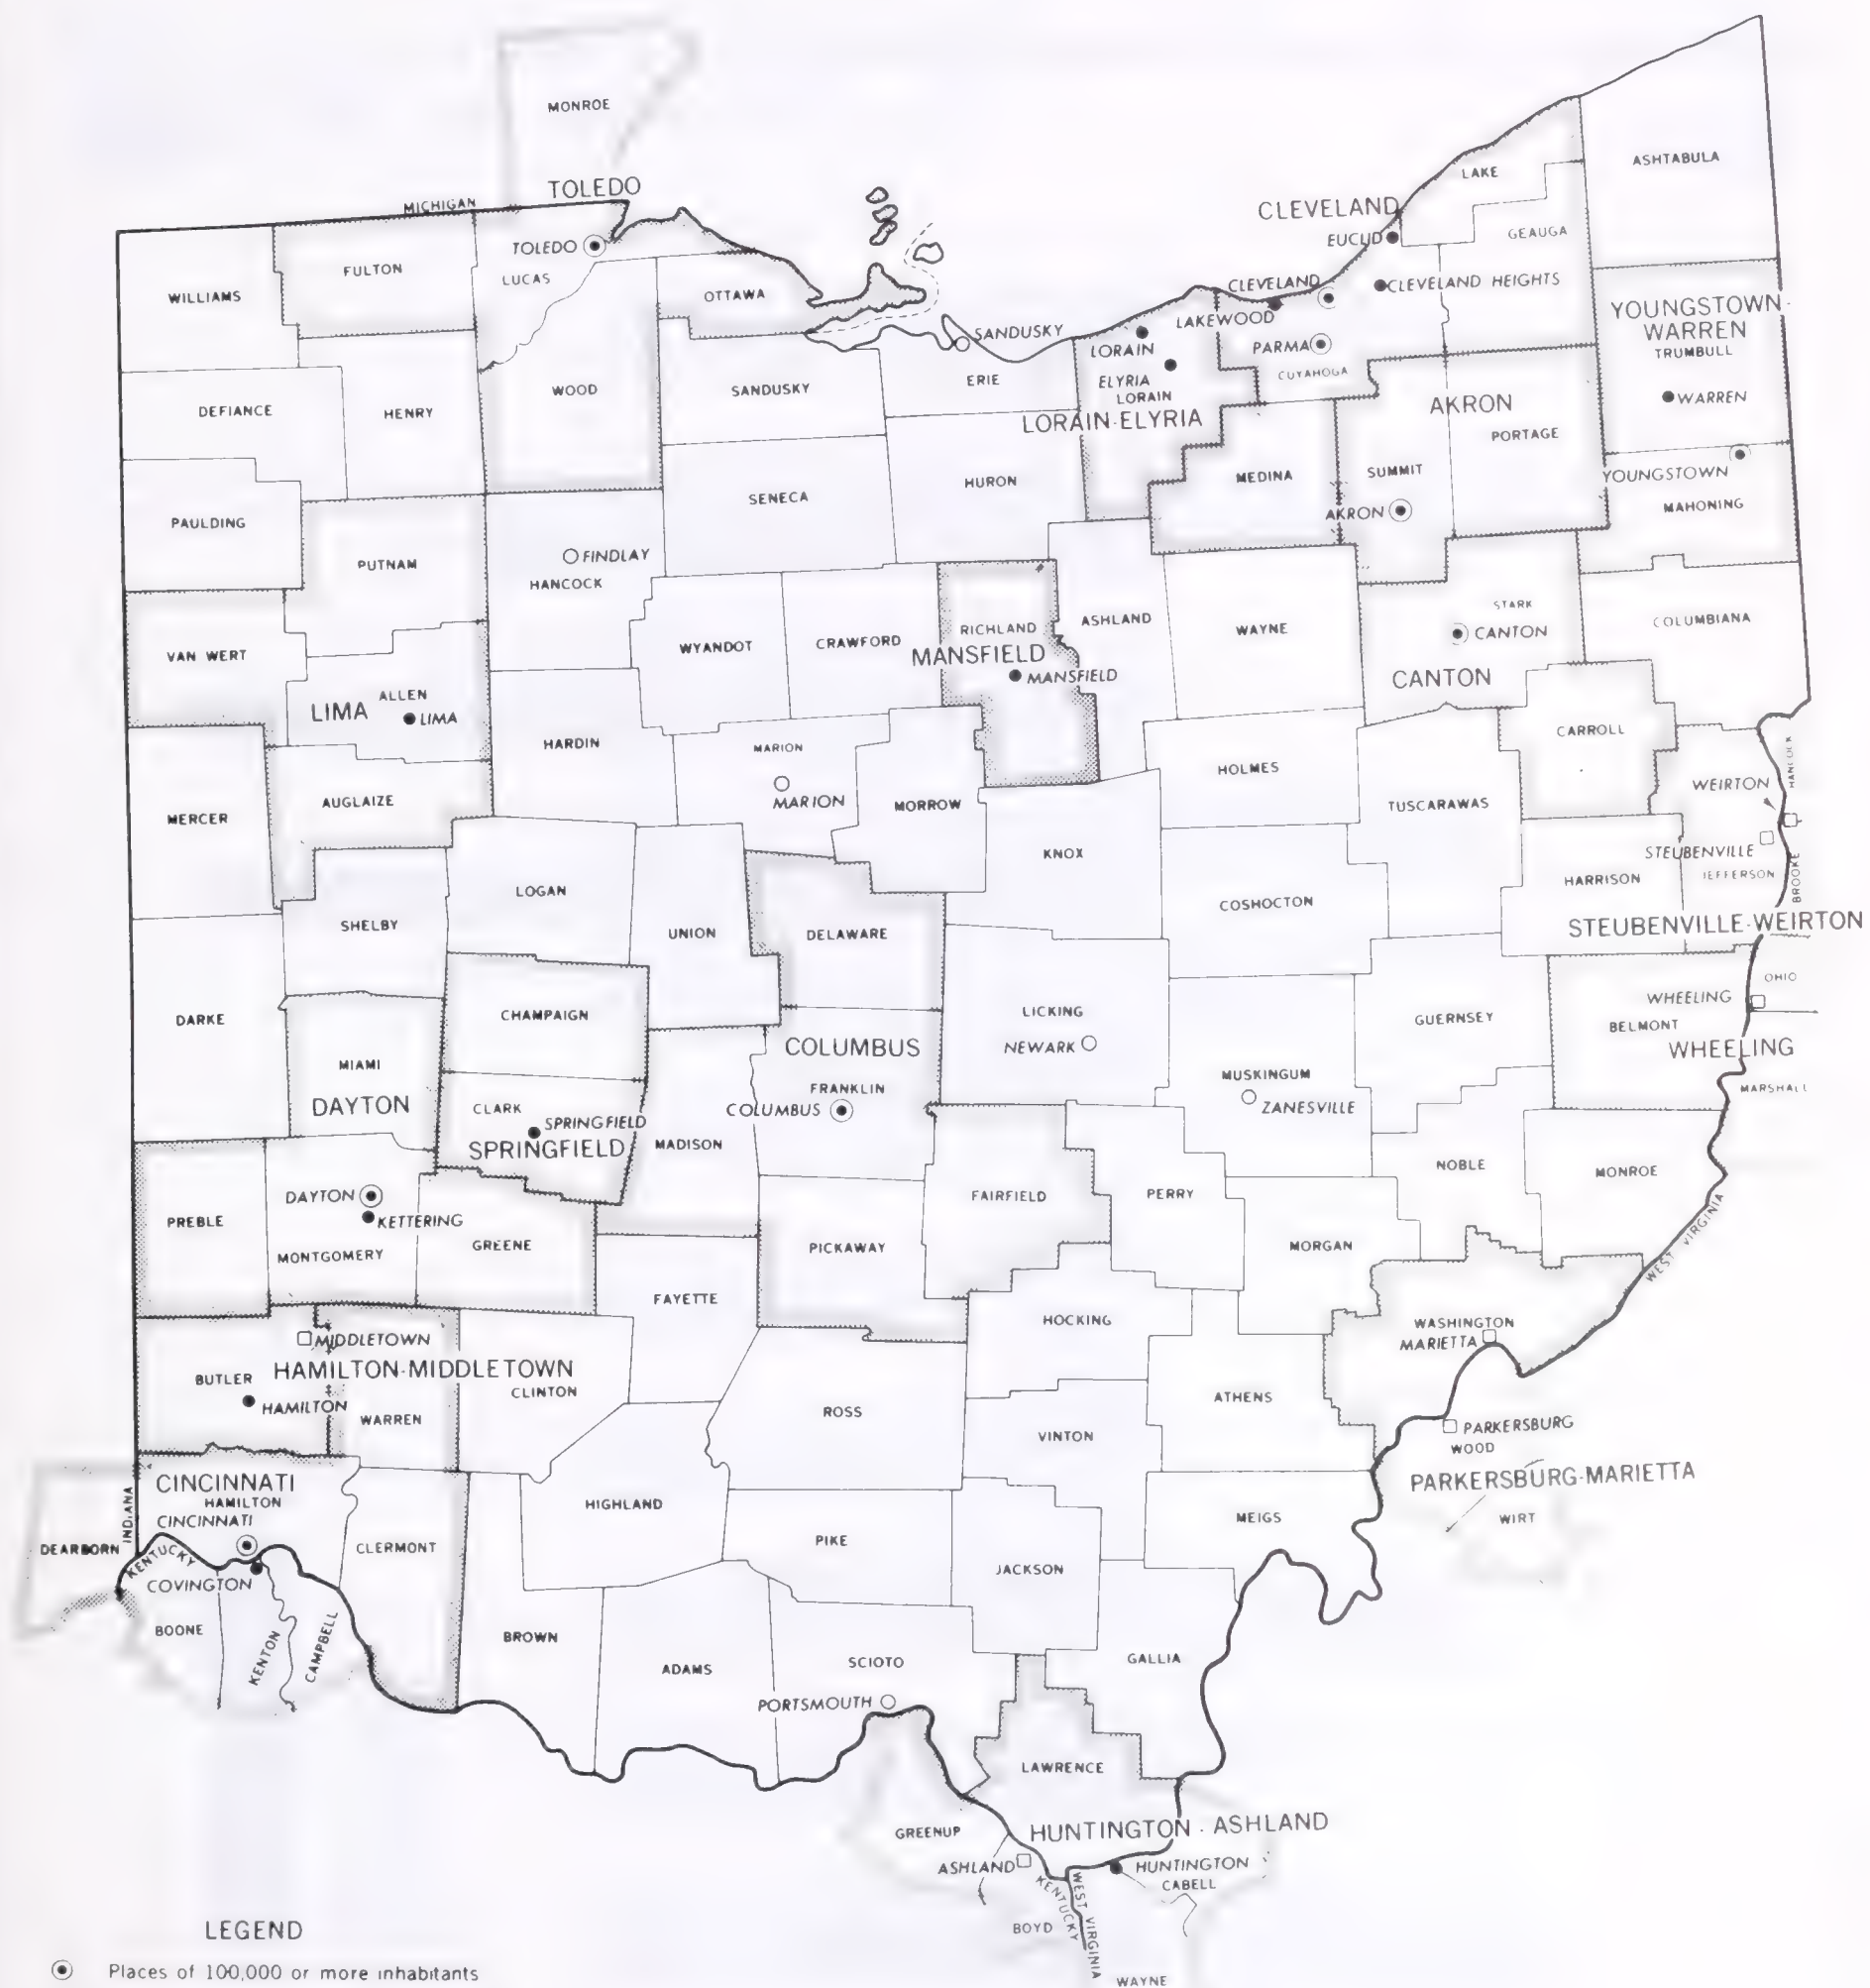 MONROE
TOLEDO
MICHIGAN
TOLEDO
LUCAS
FULTON
WILLIAMS
OTTAWA
WOOD
SANDUSKY
SANDUSKY
ERIE
DEFIANCE
HENRY
CLEVELAND
EUCLID
CLEVELAND
CLEVELAND HEIGHTS
LAKEWOOD
PARMA
CUYAHOGA
LAKE
GEAUGA
ASHTABULA
LORAIN
ELYRIA
LORAIN
LORAIN-ELYRIA
YOUNGSTOWN-
WARREN
TRUMBULL
WARREN
AKRON
PORTAGE
SUMMIT
AKRON
MEDINA
YOUNGSTOWN
MAHONING
PAULDING
PUTNAM
FINDLAY
HANCOCK
SENECA
HURON
VAN WERT
ALLEN
LIMA
LIMA
WYANDOT
CRAWFORD
RICHLAND
MANSFIELD
MANSFIELD
ASHLAND
WAYNE
STARK
CANTON
CANTON
COLUMBIANA
MERCER
AUGLAIZE
HARDIN
MARION
MARION
MORROW
HOLMES
TUSCARAWAS
CARROLL
WEIRTON
HANCOCK
STEUBENVILLE
JEFFERSON
BROOKE
HARRISON
STEUBENVILLE-WEIRTON
KNOX
LOGAN
SHELBY
UNION
DELAWARE
COSHOCTON
DARKE
CHAMPAIGN
MIAMI
DAYTON
CLARK
SPRINGFIELD
SPRINGFIELD
MADISON
COLUMBUS
FRANKLIN
COLUMBUS
LICKING
NEWARK
MUSKINGUM
ZANESVILLE
GUERNSEY
OHIO
WHEELING
BELMONT
WHEELING
MARSHALL
NOBLE
MONROE
WEST VIRGINIA
PREBLE
DAYTON
KETTERING
MONTGOMERY
GREENE
FAYETTE
PICKAWAY
FAIRFIELD
PERRY
MORGAN
HOCKING
WASHINGTON
MARIETTA
MIDDLETOWN
HAMILTON-MIDDLETOWN
BUTLER
HAMILTON
WARREN
CLINTON
ROSS
VINTON
ATHENS
PARKERSBURG
WOOD
PARKERSBURG-MARIETTA
WIRT
INDIANA
CINCINNATI
HAMILTON
CINCINNATI
DEARBORN
KENTUCKY
COVINGTON
BOONE
KENTON
CAMPBELL
CLERMONT
HIGHLAND
PIKE
JACKSON
MEIGS
BROWN
ADAMS
SCIOTO
PORTSMOUTH
GALLIA
LAWRENCE
GREENUP
HUNTINGTON - ASHLAND
ASHLAND
HUNTINGTON
CABELL
KENTUCKY
WEST VIRGINIA
BOYD
WAYNE
LEGEND
Places of 100,000 or more inhabitants